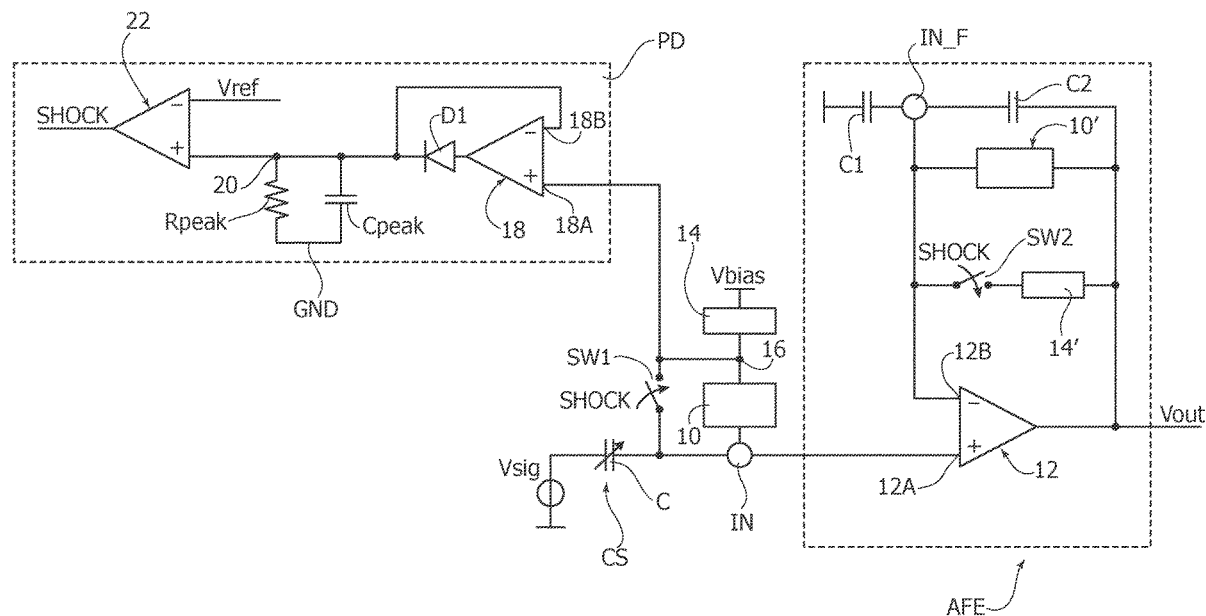 22
PD
IN_F
Vref
C2
SHOCK
−
+
D1
18B
−
+
C1
10′
20
Rpeak
Cpeak
18
18A
14
SW2
SHOCK
GND
Vbias
SW1
16
14′
12B
SHOCK
10
−
+
Vout
Vsig
C
IN
12A
12
CS
AFE